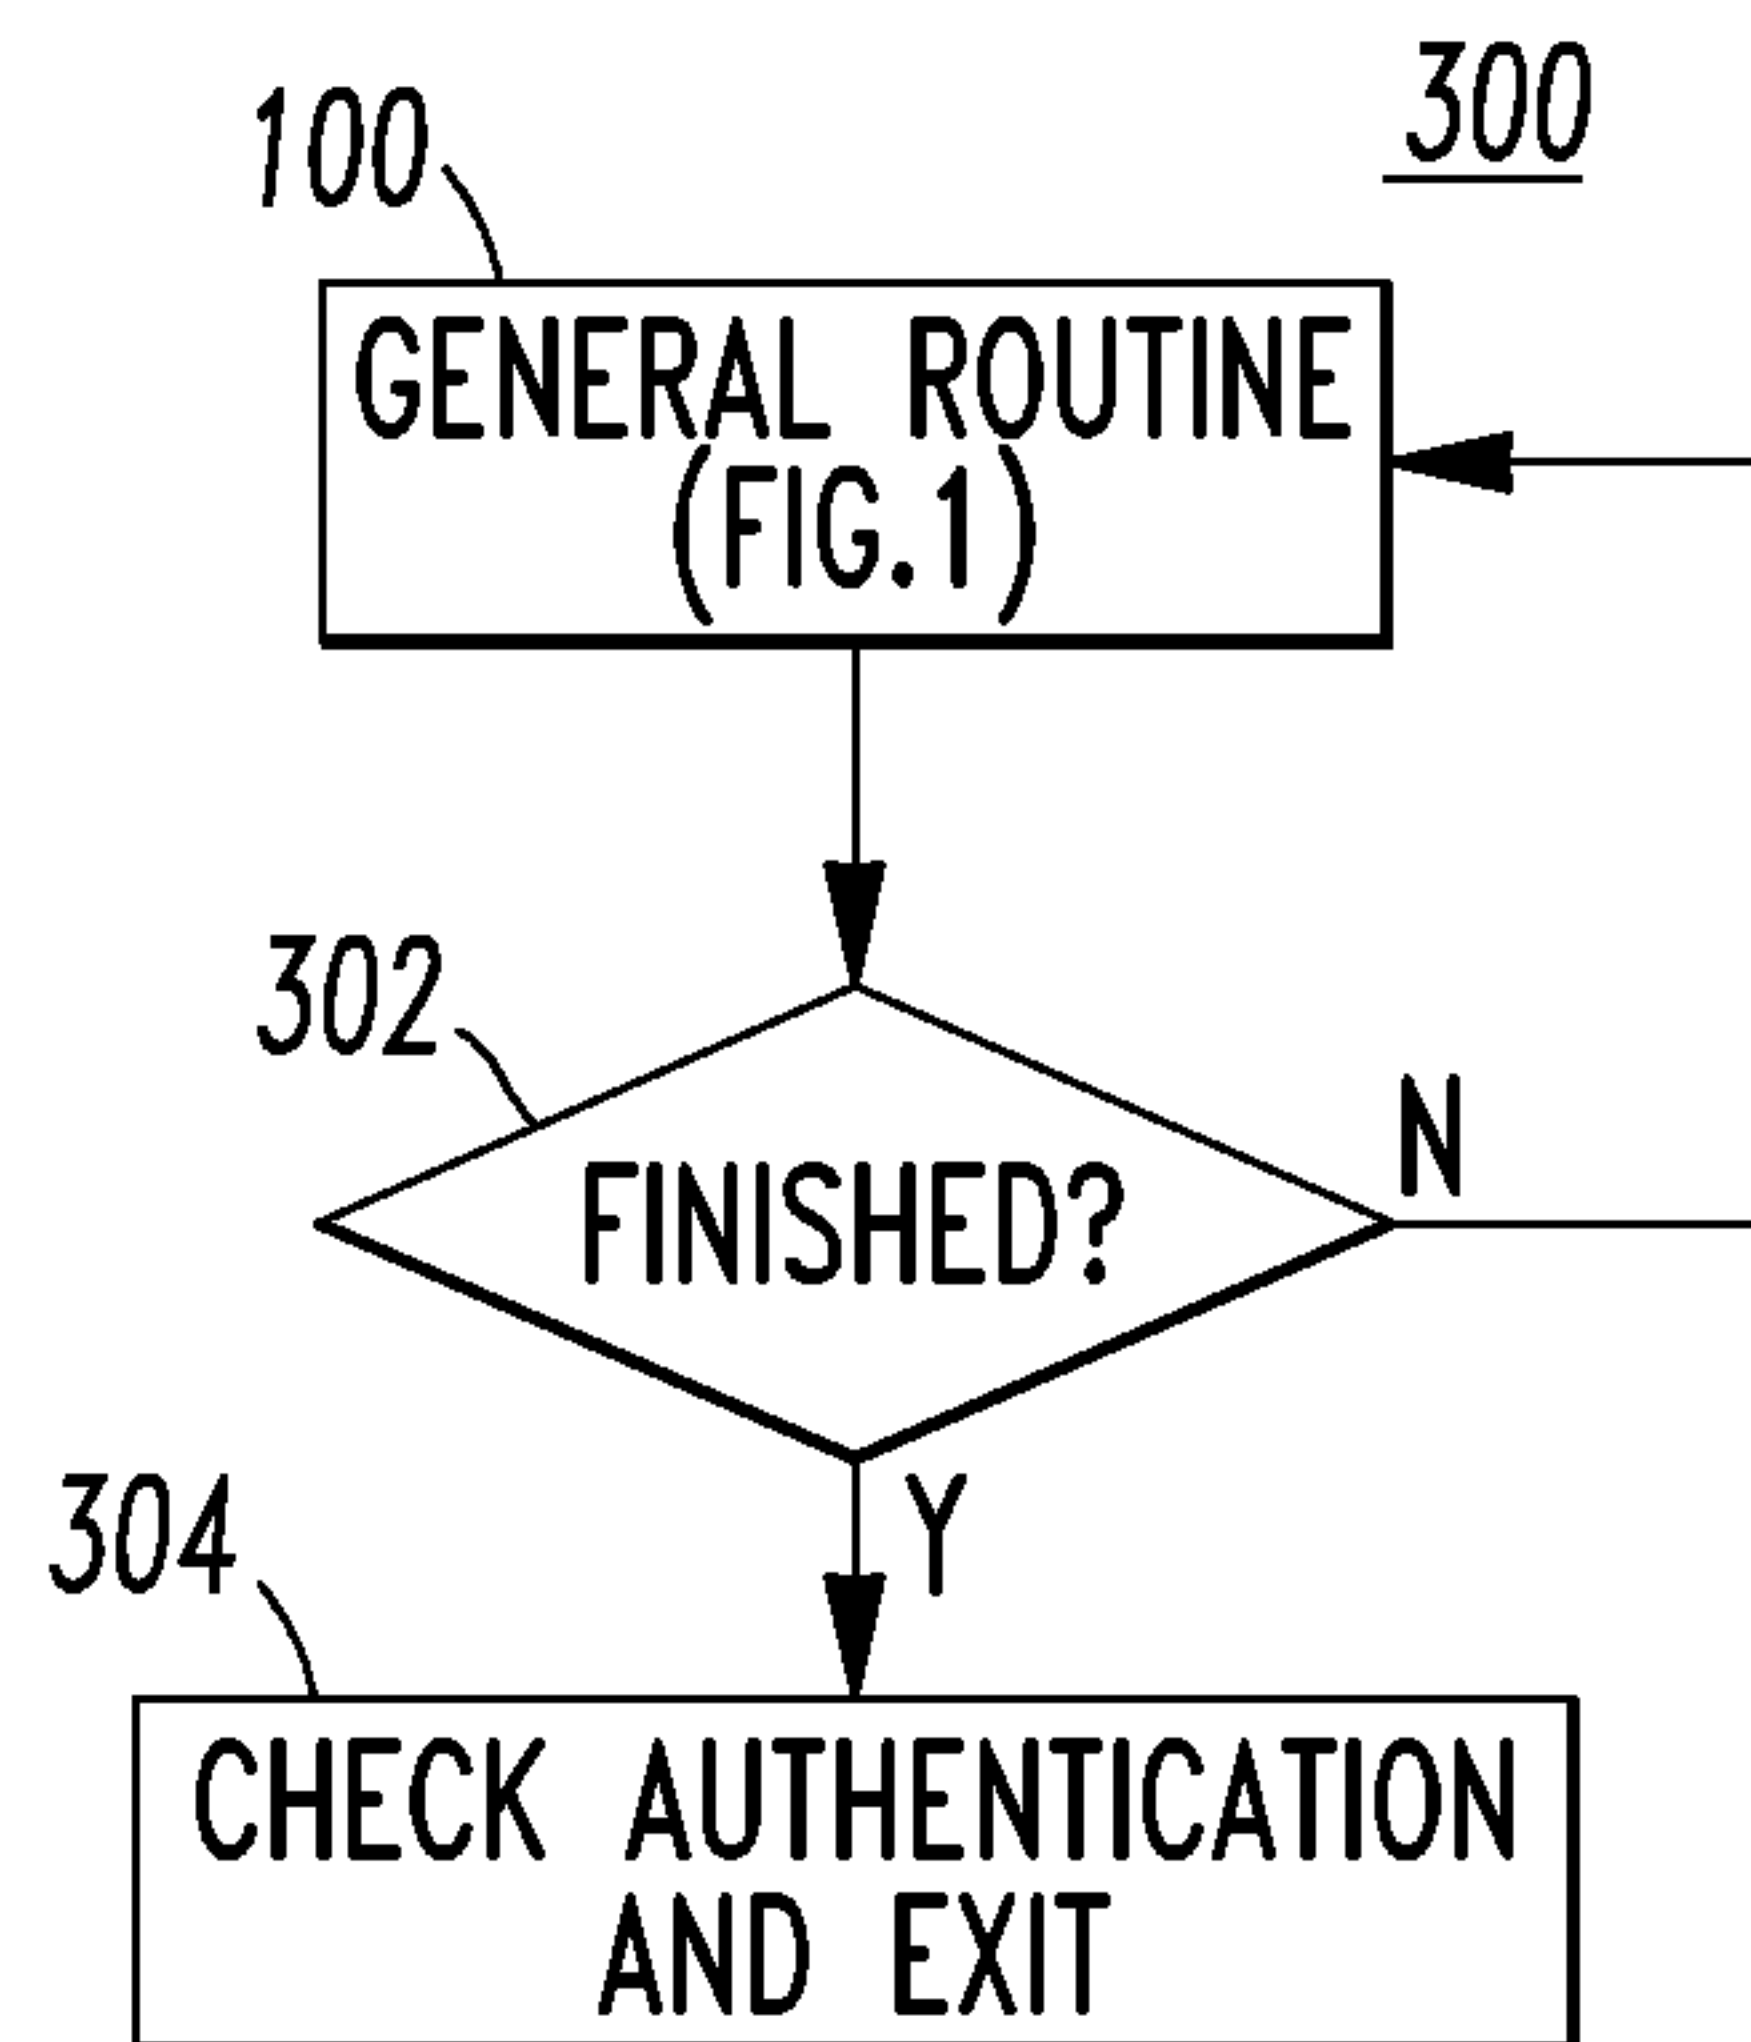 300
100
GENERAL ROUTINE
(FIG.1)
302
FINISHED?
N
Y
304
CHECK AUTHENTICATION
AND EXIT